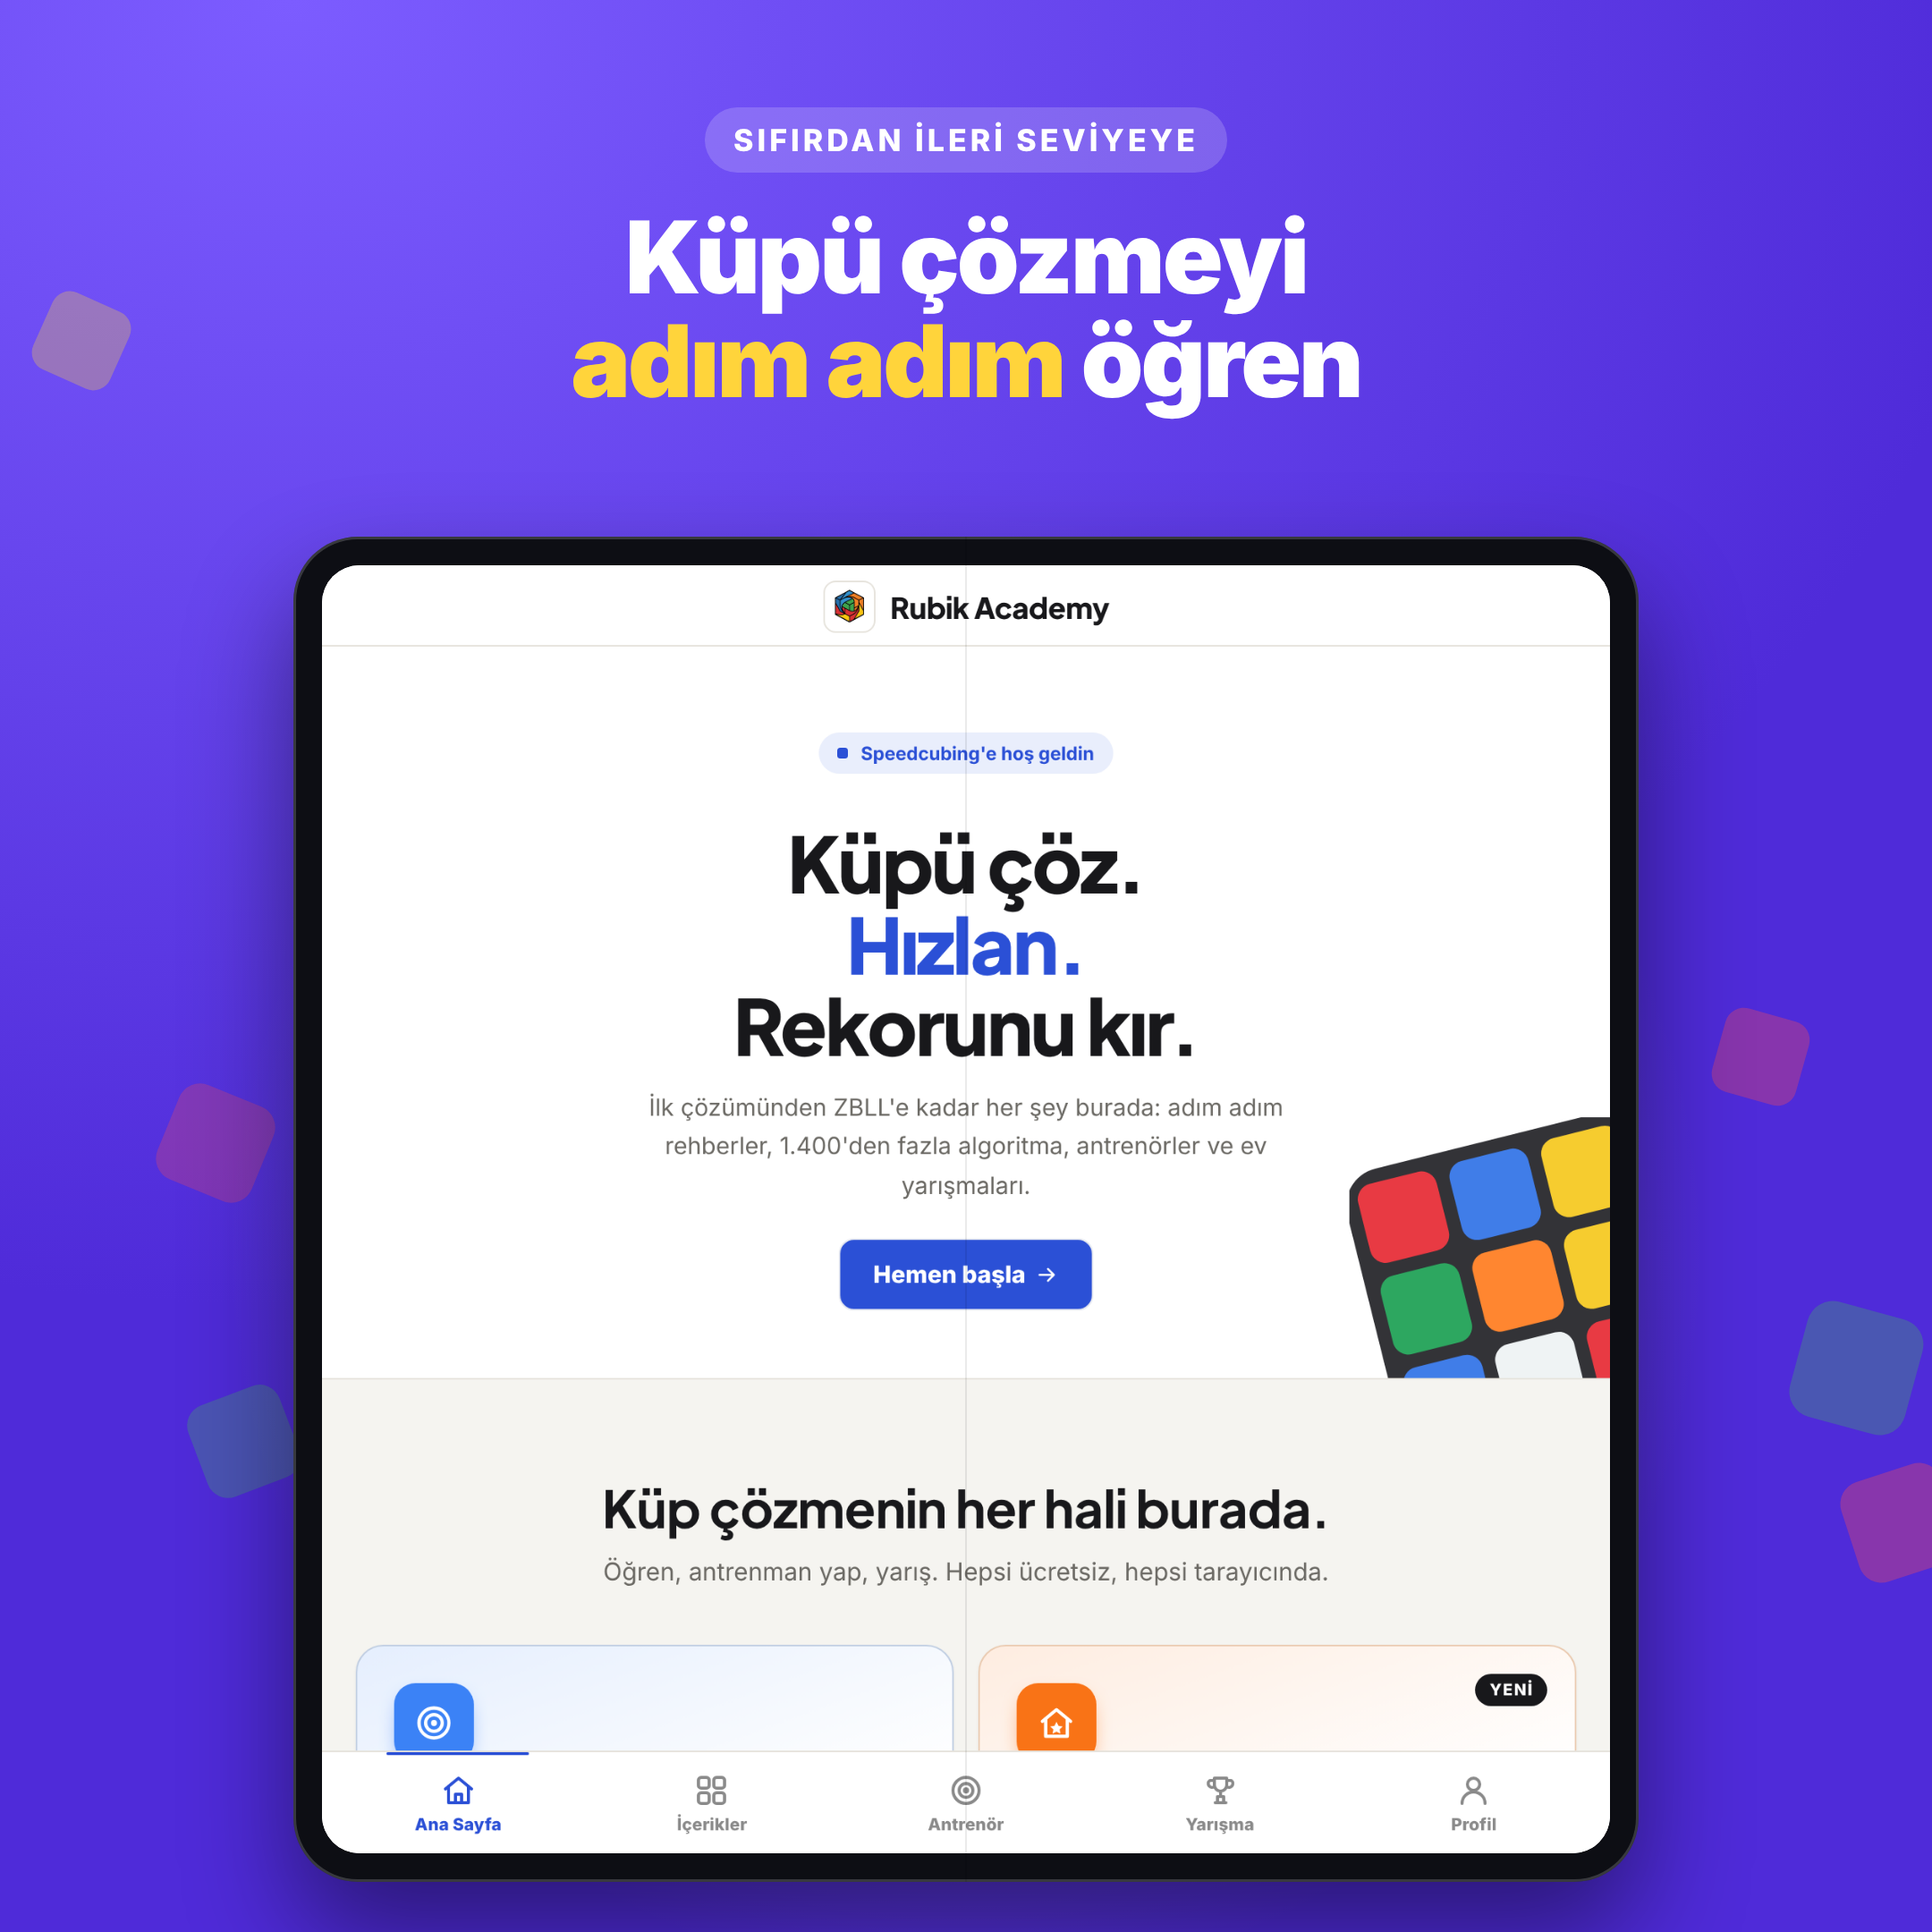 SIFIRDAN İLERİ SEVİYEYE
Küpü çözmeyi
adım adım öğren
Rubik Academy
Speedcubing'e hoş geldin
Küpü çöz.
Hızlan.
Rekorunu kır.
İlk çözümünden ZBLL'e kadar her şey burada: adım adım
rehberler, 1.400'den fazla algoritma, antrenörler ve ev
yarışmaları.
Hemen başla →
Küp çözmenin her hali burada.
Öğren, antrenman yap, yarış. Hepsi ücretsiz, hepsi tarayıcında.
YENİ
Ana Sayfa
İçerikler
Antrenör
Yarışma
Profil